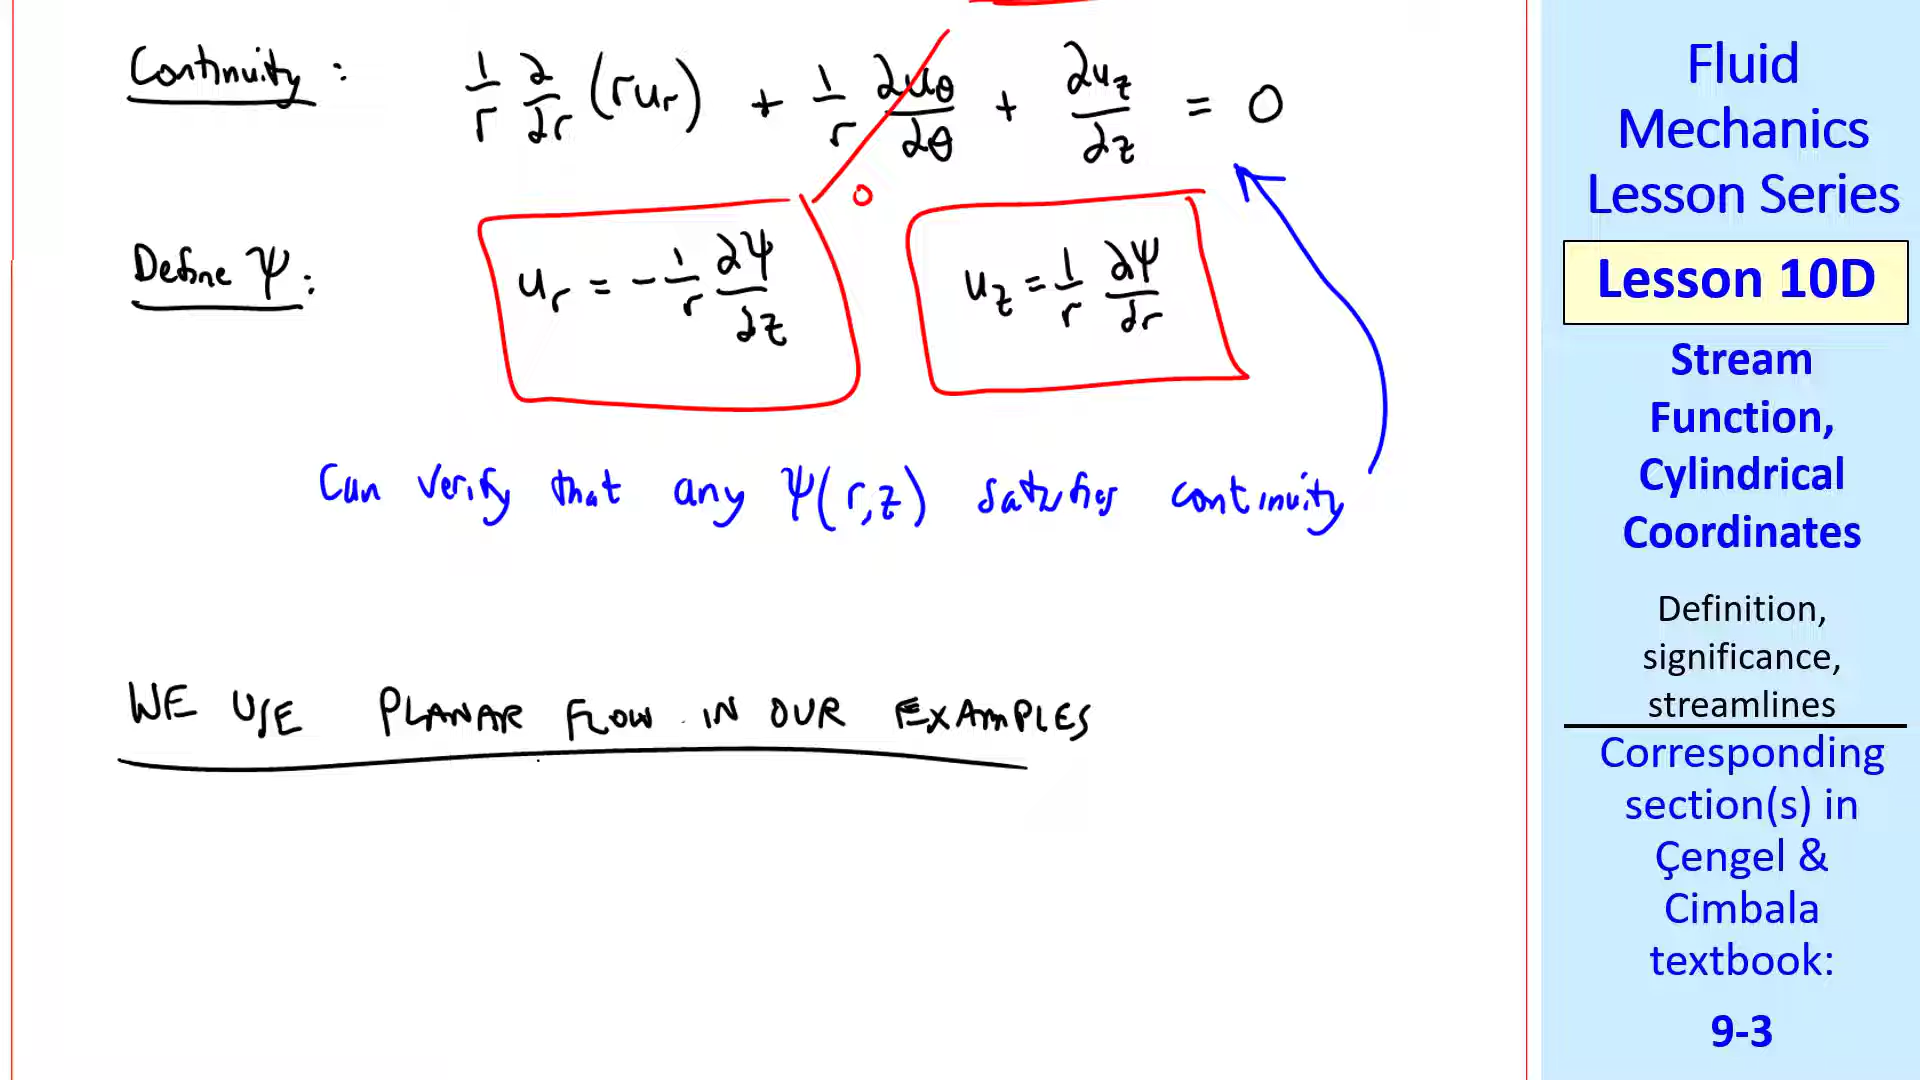 Continuity: 1/r ∂/∂r (r u_r) + 1/r ∂u_θ/∂θ + ∂u_z/∂z = 0
0
Define Ψ: u_r = - 1/r ∂Ψ/∂z u_z = 1/r ∂Ψ/∂r
Can verify that any Ψ(r,z) satisfies continuity
WE USE PLANAR FLOW IN OUR EXAMPLES
Fluid
Mechanics
Lesson Series
Lesson 10D
Stream
Function,
Cylindrical
Coordinates
Definition,
significance,
streamlines
Corresponding
section(s) in
Çengel &
Cimbala
textbook:
9-3